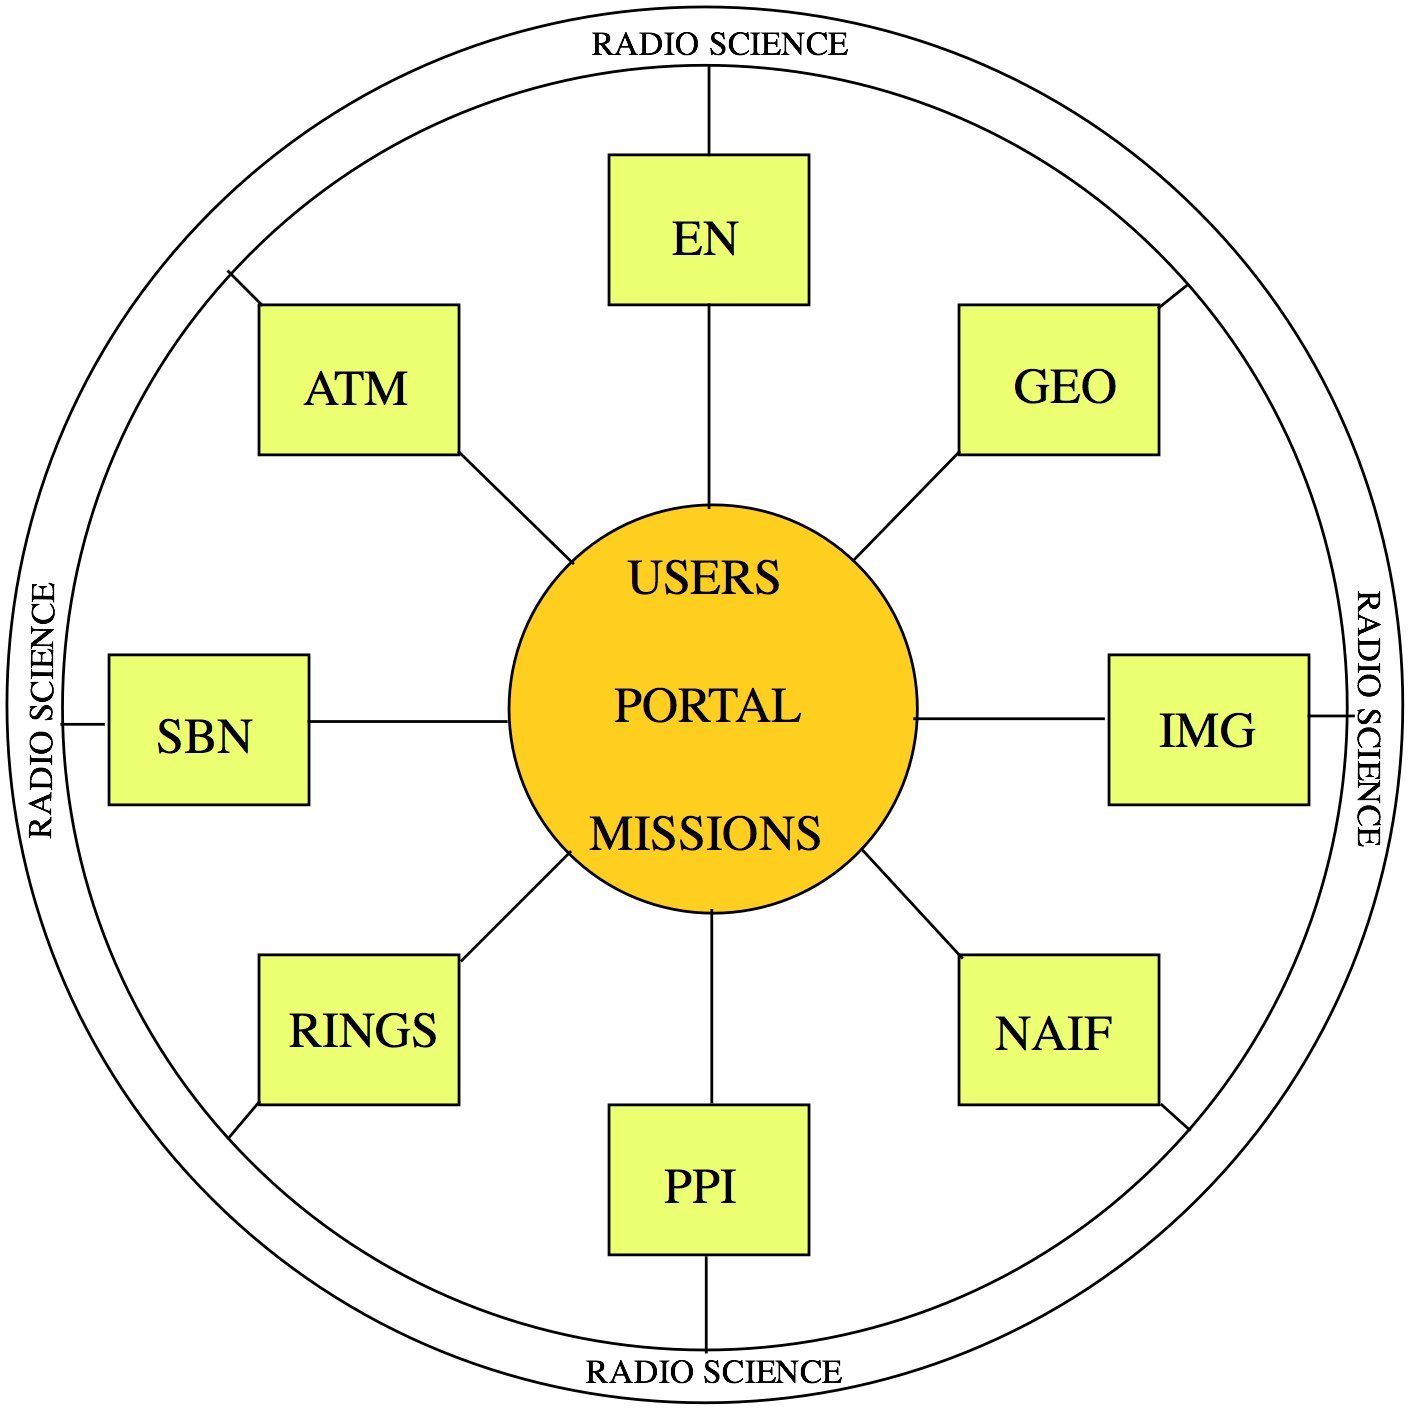 RADIO SCIENCE
EN
ATM
GEO
USERS
RADIO SCIENCE
RADIO SCIENCE
PORTAL
SBN
IMG
MISSIONS
RINGS
NAIF
PPI
RADIO SCIENCE